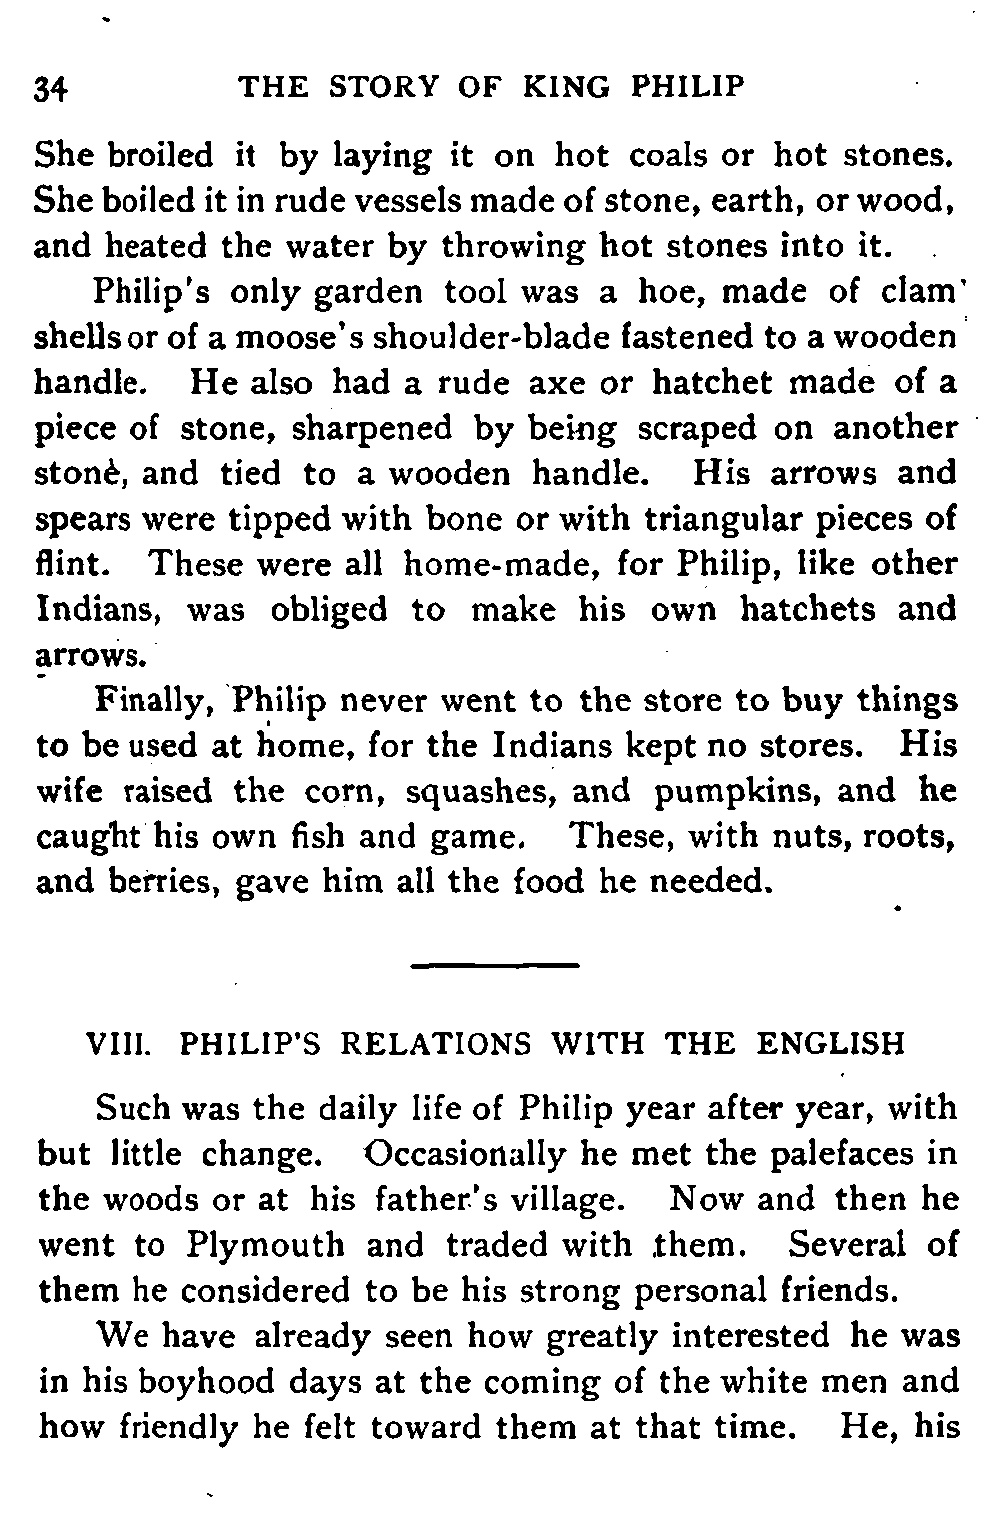 34 THE STORY OF KING PHILIP
She broiled it by laying it on hot coals or hot stones.
She boiled it in rude vessels made of stone, earth, or wood,
and heated the water by throwing hot stones into it.
Philip's only garden tool was a hoe, made of clam
shells or of a moose's shoulder-blade fastened to a wooden
handle. He also had a rude axe or hatchet made of a
piece of stone, sharpened by being scraped on another
stone, and tied to a wooden handle. His arrows and
spears were tipped with bone or with triangular pieces of
flint. These were all home-made, for Philip, like other
Indians, was obliged to make his own hatchets and
arrows.
Finally, Philip never went to the store to buy things
to be used at home, for the Indians kept no stores. His
wife raised the corn, squashes, and pumpkins, and he
caught his own fish and game. These, with nuts, roots,
and berries, gave him all the food he needed.
VIII. PHILIP'S RELATIONS WITH THE ENGLISH
Such was the daily life of Philip year after year, with
but little change. Occasionally he met the palefaces in
the woods or at his father's village. Now and then he
went to Plymouth and traded with them. Several of
them he considered to be his strong personal friends.
We have already seen how greatly interested he was
in his boyhood days at the coming of the white men and
how friendly he felt toward them at that time. He, his